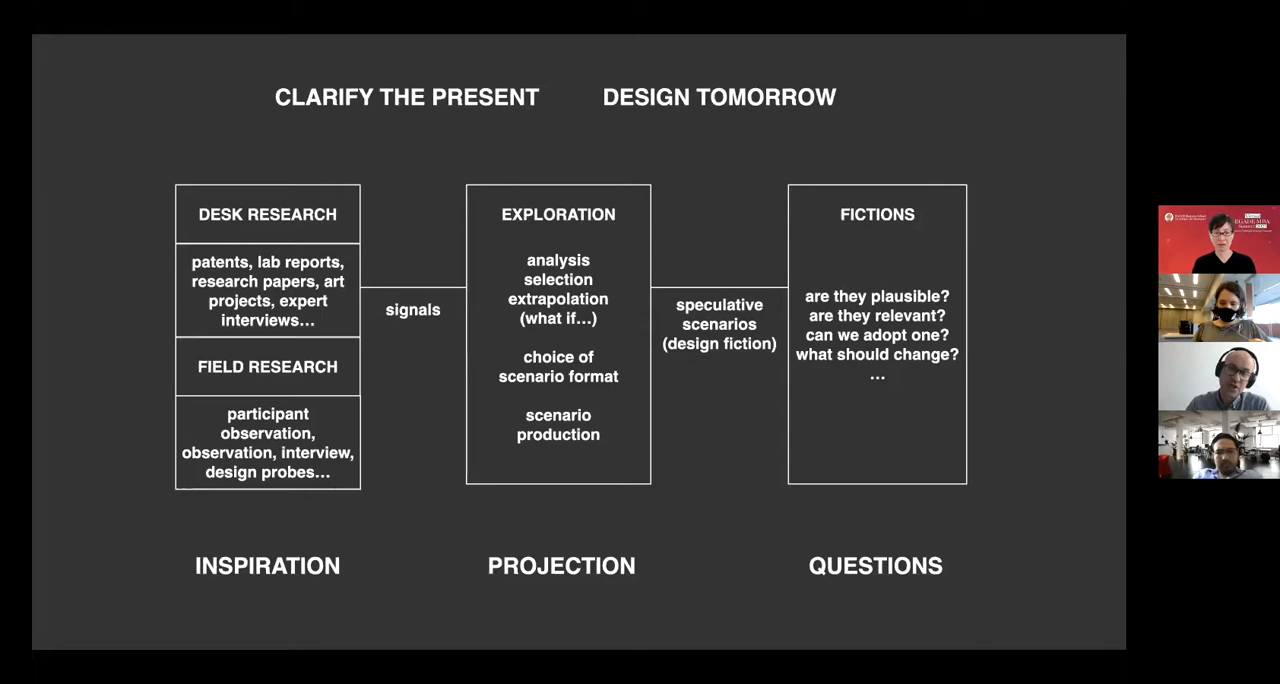 CLARIFY THE PRESENT
DESIGN TOMORROW
DESK RESEARCH
patents, lab reports,
research papers, art
projects, expert
interviews…
FIELD RESEARCH
participant
observation,
observation, interview,
design probes…
signals
EXPLORATION
analysis
selection
extrapolation
(what if…)
choice of
scenario format
scenario
production
speculative
scenarios
(design fiction)
FICTIONS
are they plausible?
are they relevant?
can we adopt one?
what should change?
…
INSPIRATION
PROJECTION
QUESTIONS
EGADE MBA